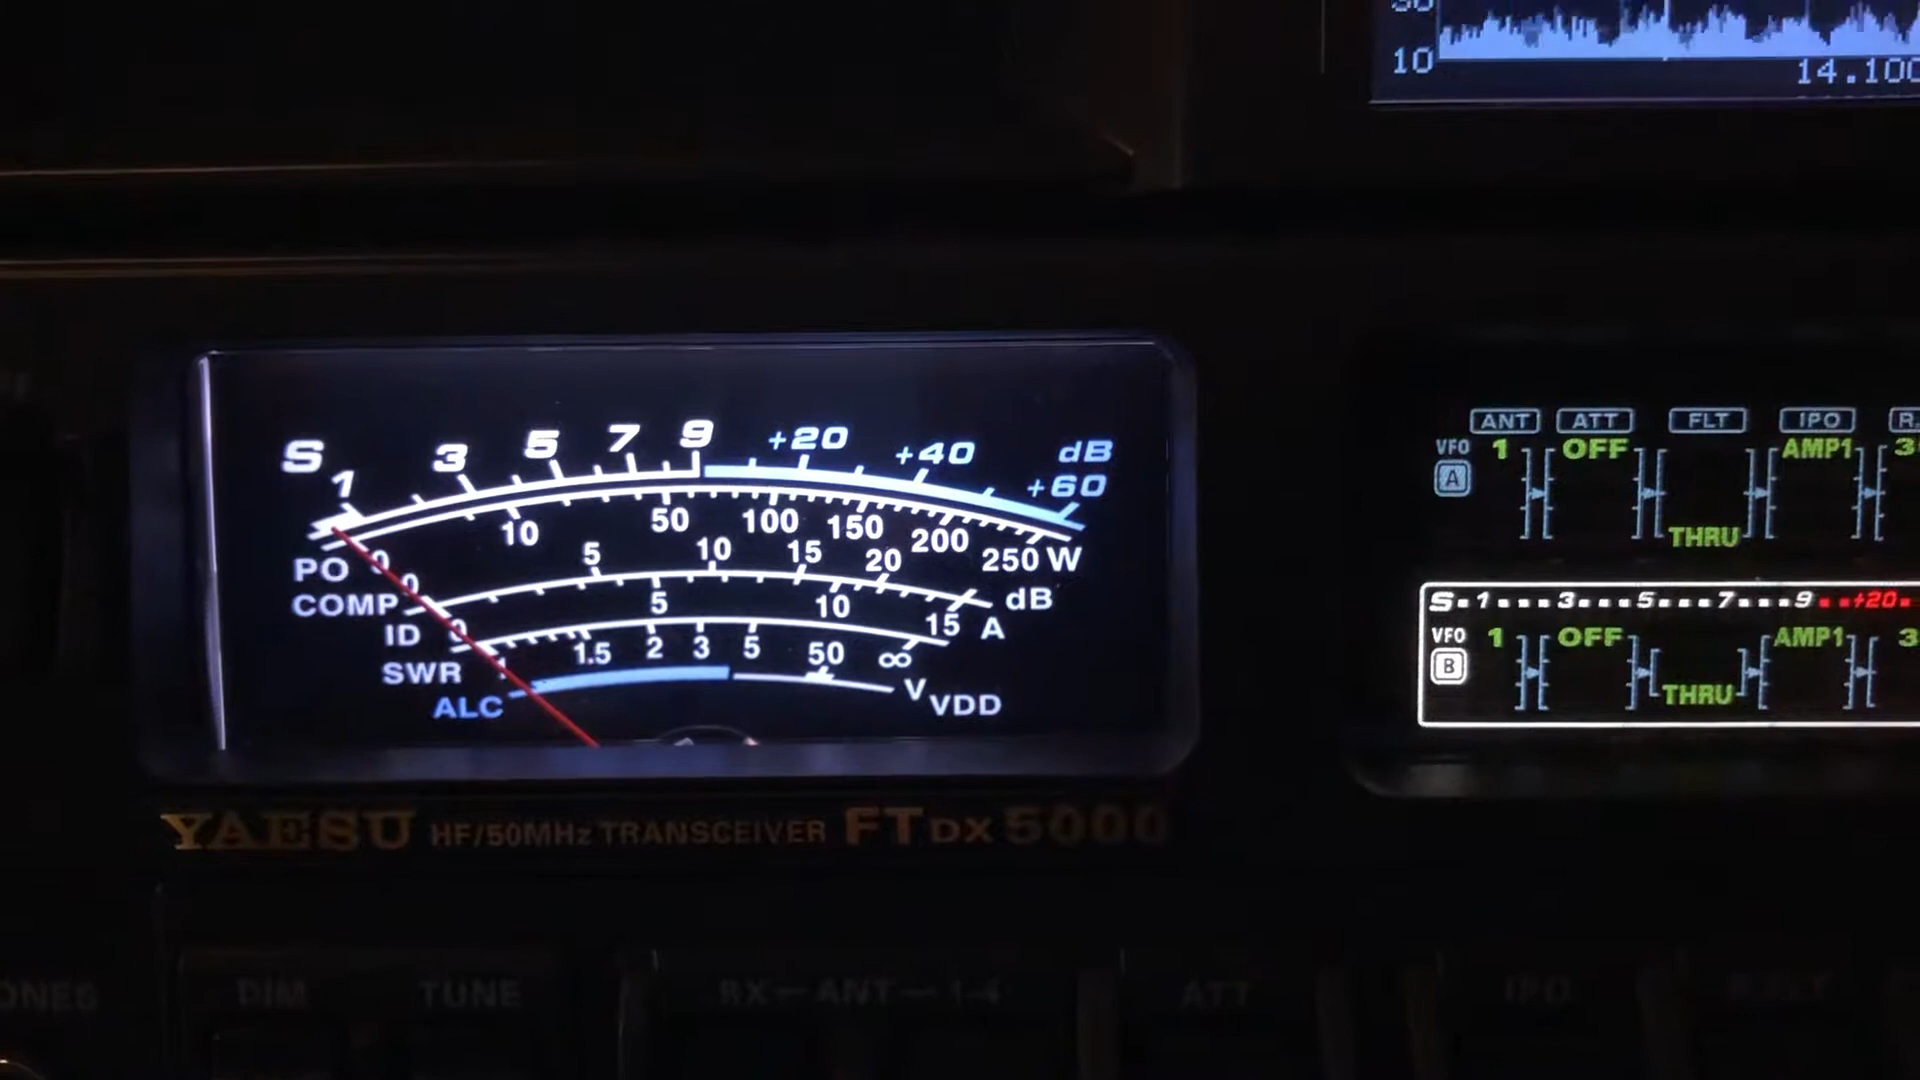 30
10
14.100
S 1 3 5 7 9 +20 +40 +60 dB
PO 0 10 50 100 150 200 250 W
COMP 0 5 10 15 20 dB
ID 0 5 10 15 A
SWR 1 1.5 2 3 5 50 ∞
ALC V VDD
ANT ATT FLT IPO R.
VFO A 1 OFF THRU AMP1 3
S 1 3 5 7 9 +20
VFO B 1 OFF THRU AMP1 3
YAESU HF/50MHz TRANSCEIVER FTDX 5000
ONES DIM TUNE RX-ANT-1-4 ATT IPO